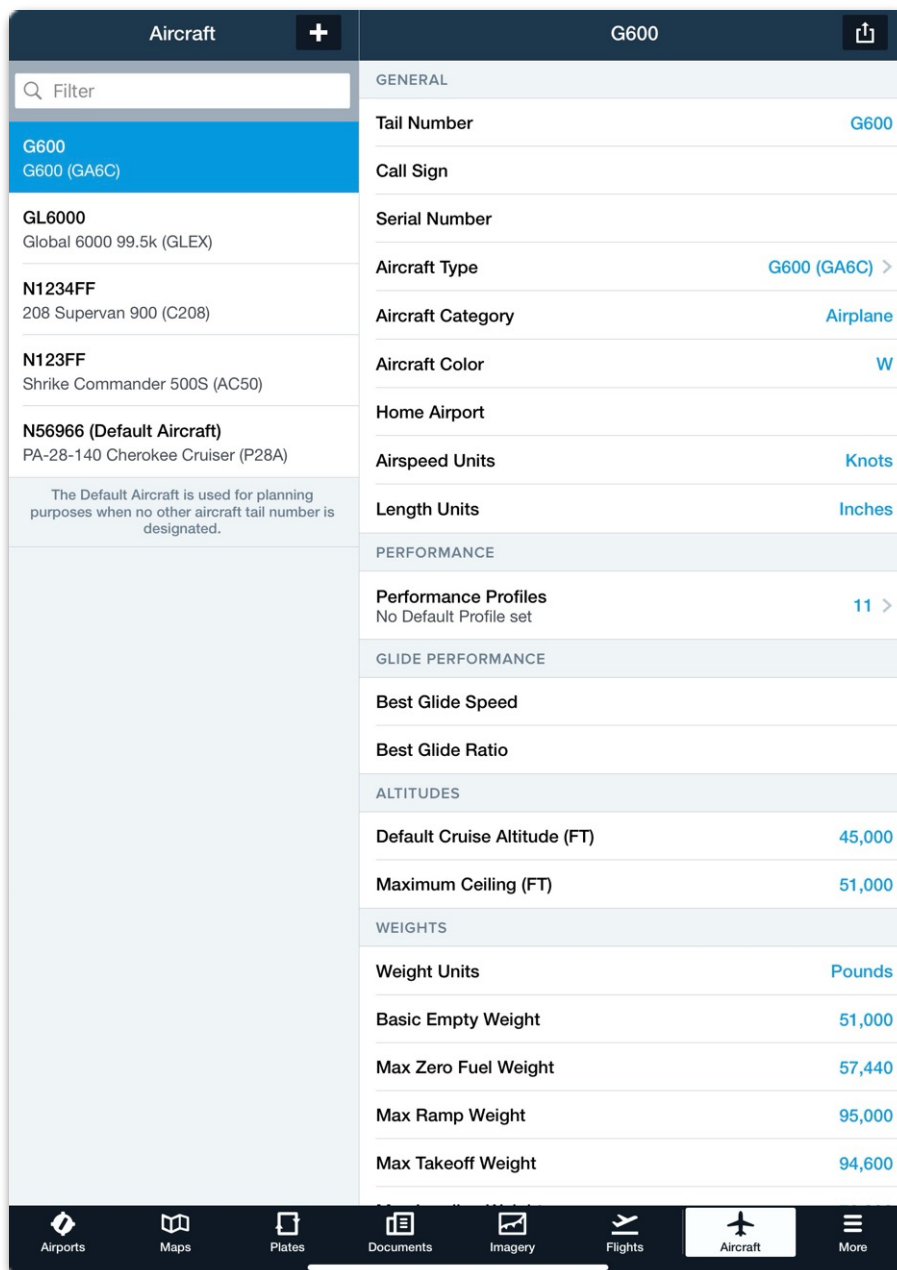 Aircraft
G600
Filter
G600
G600 (GA6C)
GL6000
Global 6000 99.5k (GLEX)
N1234FF
208 Supervan 900 (C208)
N123FF
Shrike Commander 500S (AC50)
N56966 (Default Aircraft)
PA-28-140 Cherokee Cruiser (P28A)
The Default Aircraft is used for planning
purposes when no other aircraft tail number is
designated.
GENERAL
Tail Number G600
Call Sign
Serial Number
Aircraft Type G600 (GA6C)
Aircraft Category Airplane
Aircraft Color W
Home Airport
Airspeed Units Knots
Length Units Inches
PERFORMANCE
Performance Profiles 11
No Default Profile set
GLIDE PERFORMANCE
Best Glide Speed
Best Glide Ratio
ALTITUDES
Default Cruise Altitude (FT) 45,000
Maximum Ceiling (FT) 51,000
WEIGHTS
Weight Units Pounds
Basic Empty Weight 51,000
Max Zero Fuel Weight 57,440
Max Ramp Weight 95,000
Max Takeoff Weight 94,600
Airports Maps Plates Documents Imagery Flights Aircraft More